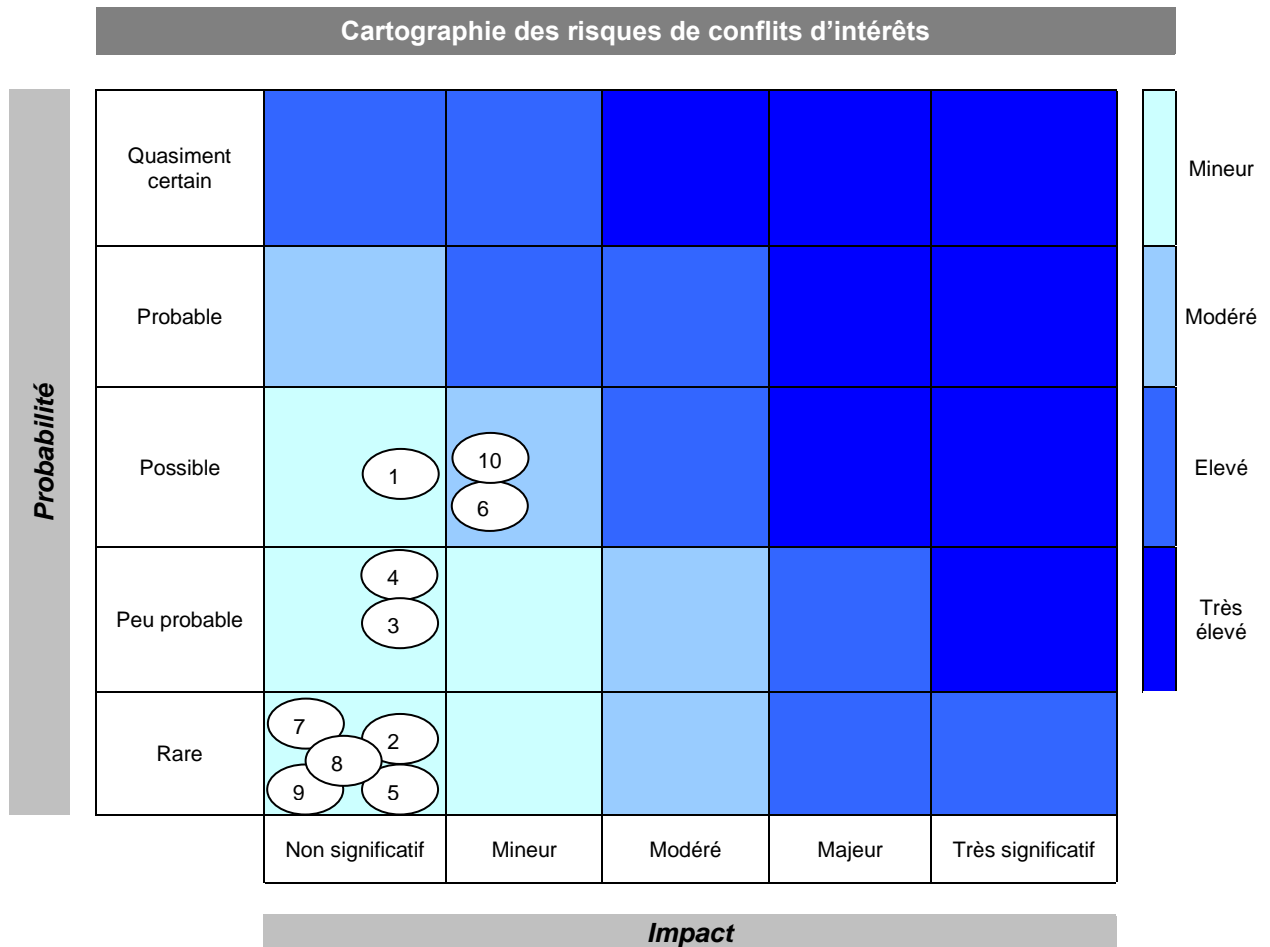 Cartographie des risques de conflits d’intérêts
Probabilité
Quasiment
certain
Mineur
Probable
Modéré
Possible
1
10
6
Elevé
Peu probable
4
3
Très
élevé
Rare
7
2
8
9
5
Non significatif
Mineur
Modéré
Majeur
Très significatif
Impact